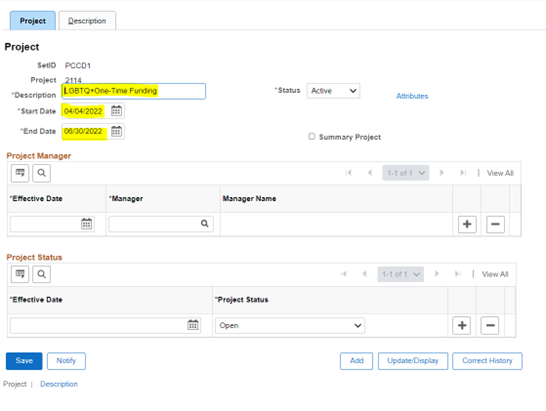 Project Description
Project
SetID PCCD1
Project 2114
*Description LGBTQ+One-Time Funding *Status Active Attributes
*Start Date 04/04/2022
*End Date 06/30/2022 Summary Project
Project Manager
1-1 of 1 View All
*Effective Date *Manager Manager Name
Project Status
1-1 of 1 View All
*Effective Date *Project Status
Open
Save Notify Add Update/Display Correct History
Project | Description